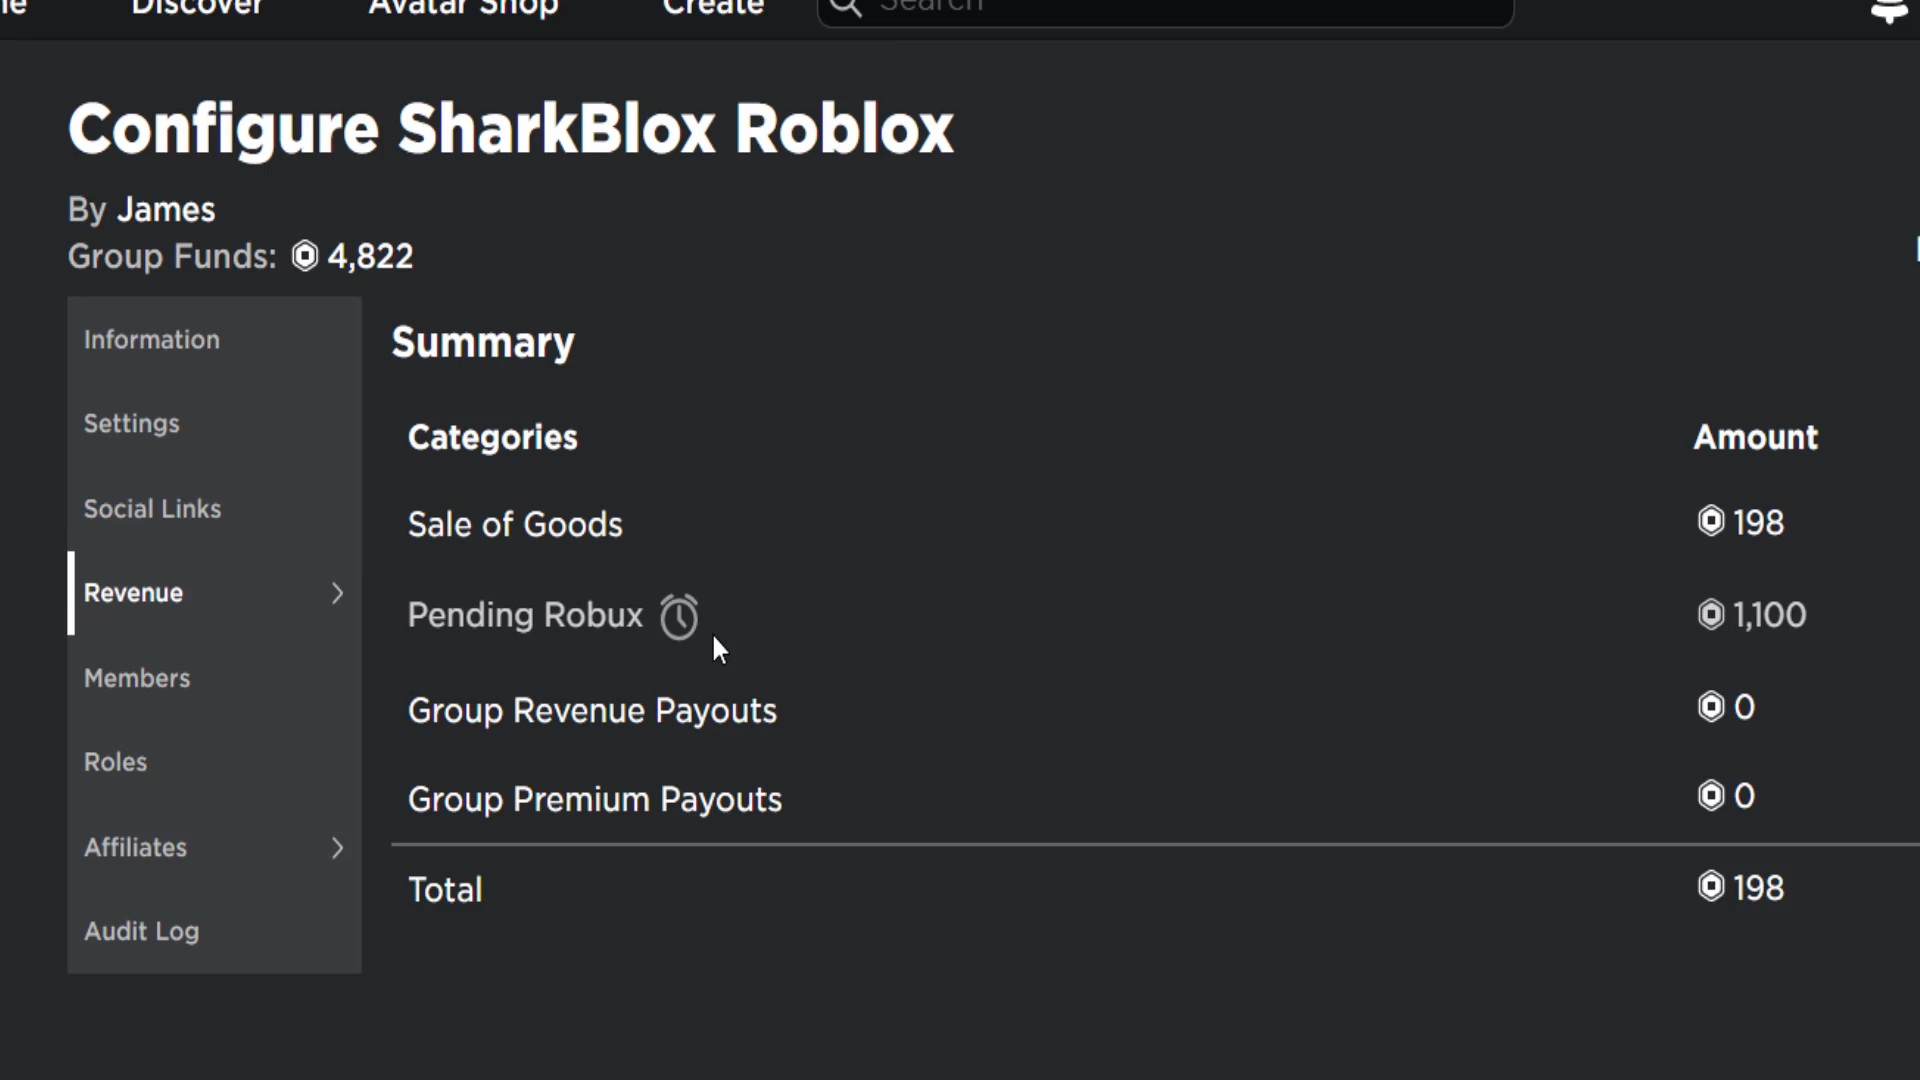 Discover Avatar Shop Create Search
Configure SharkBlox Roblox
By James
Group Funds: 4,822
Information
Settings
Social Links
Revenue
Members
Roles
Affiliates
Audit Log
Summary
Categories Amount
Sale of Goods 198
Pending Robux 1,100
Group Revenue Payouts 0
Group Premium Payouts 0
Total 198